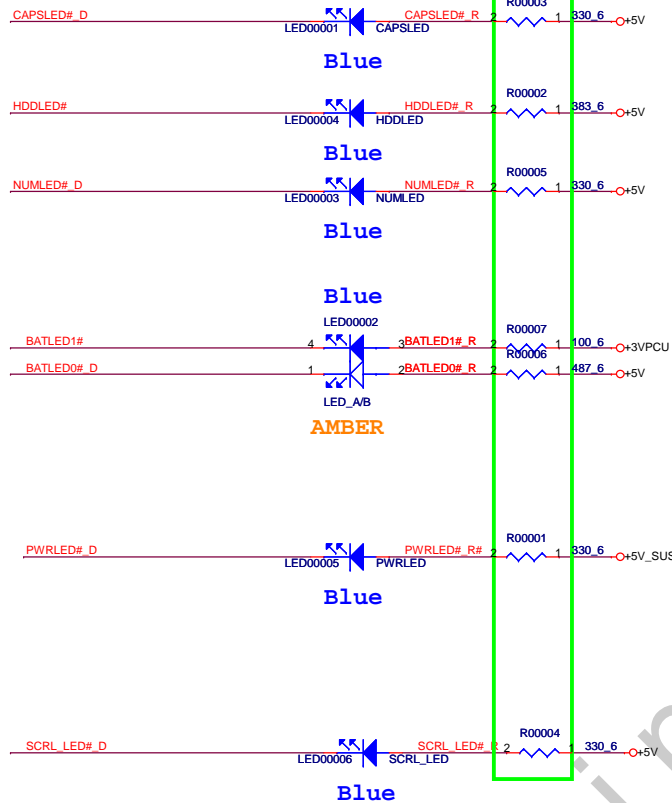 R00003
CAPSLED#_D CAPSLED#_R 2 1 330_6 +5V
LED00001 CAPSLED
Blue
R00002
HDDLED# HDDLED#_R 2 1 383_6 +5V
LED00004 HDDLED
Blue
R00005
NUMLED#_D NUMLED#_R 2 1 330_6 +5V
LED00003 NUMLED
Blue
Blue
LED00002
R00007
BATLED1# 4 3 BATLED1#_R 2 1 100_6 +3VPCU
R00006
BATLED0#_D 1 2 BATLED0#_R 2 1 487_6 +5V
LED_A/B
AMBER
R00001
PWRLED#_D PWRLED#_R# 2 1 330_6 +5V_SUS
LED00005 PWRLED
Blue
R00004
SCRL_LED#_D SCRL_LED#_R 2 1 330_6 +5V
LED00006 SCRL_LED
Blue